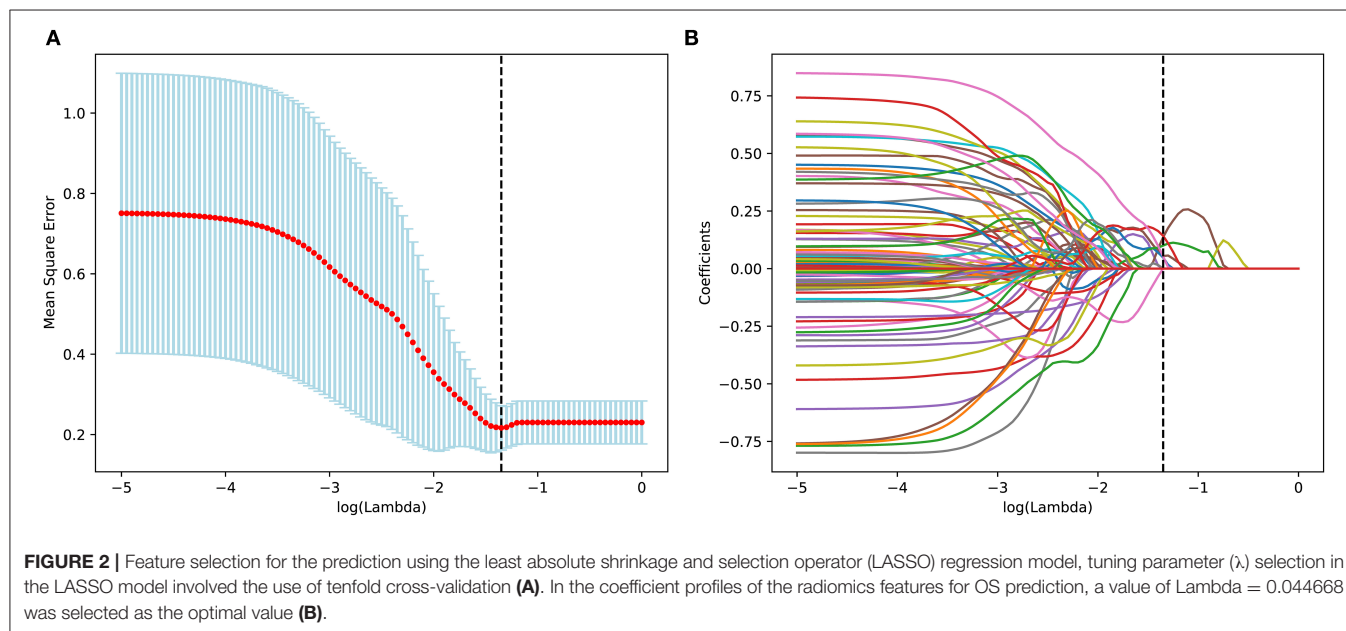 A
B
1.0
0.8
0.6
0.4
0.2
Mean Square Error
−5
−4
−3
−2
−1
0
log(Lambda)
0.75
0.50
0.25
0.00
−0.25
−0.50
−0.75
Coefficients
−5
−4
−3
−2
−1
0
log(Lambda)
FIGURE 2 | Feature selection for the prediction using the least absolute shrinkage and selection operator (LASSO) regression model, tuning parameter (λ) selection in
the LASSO model involved the use of tenfold cross-validation (A). In the coefficient profiles of the radiomics features for OS prediction, a value of Lambda = 0.044668
was selected as the optimal value (B).